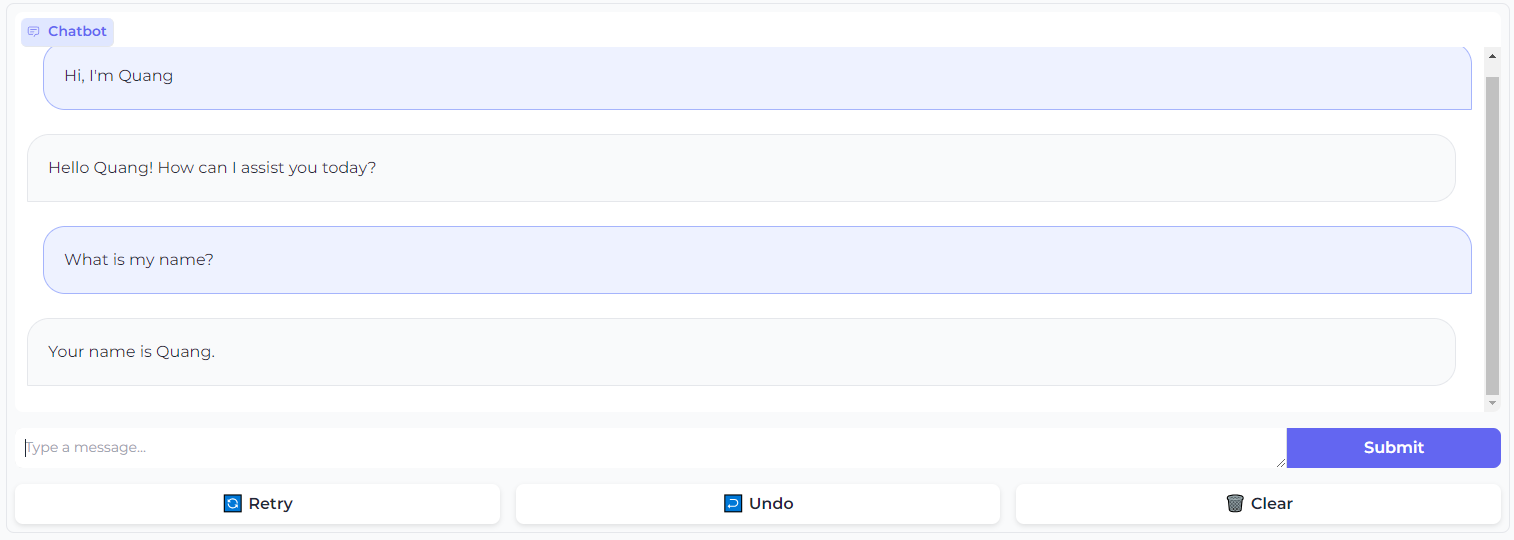 Chatbot
Hi, I'm Quang
Hello Quang! How can I assist you today?
What is my name?
Your name is Quang.
Type a message...
Submit
Retry
Undo
Clear